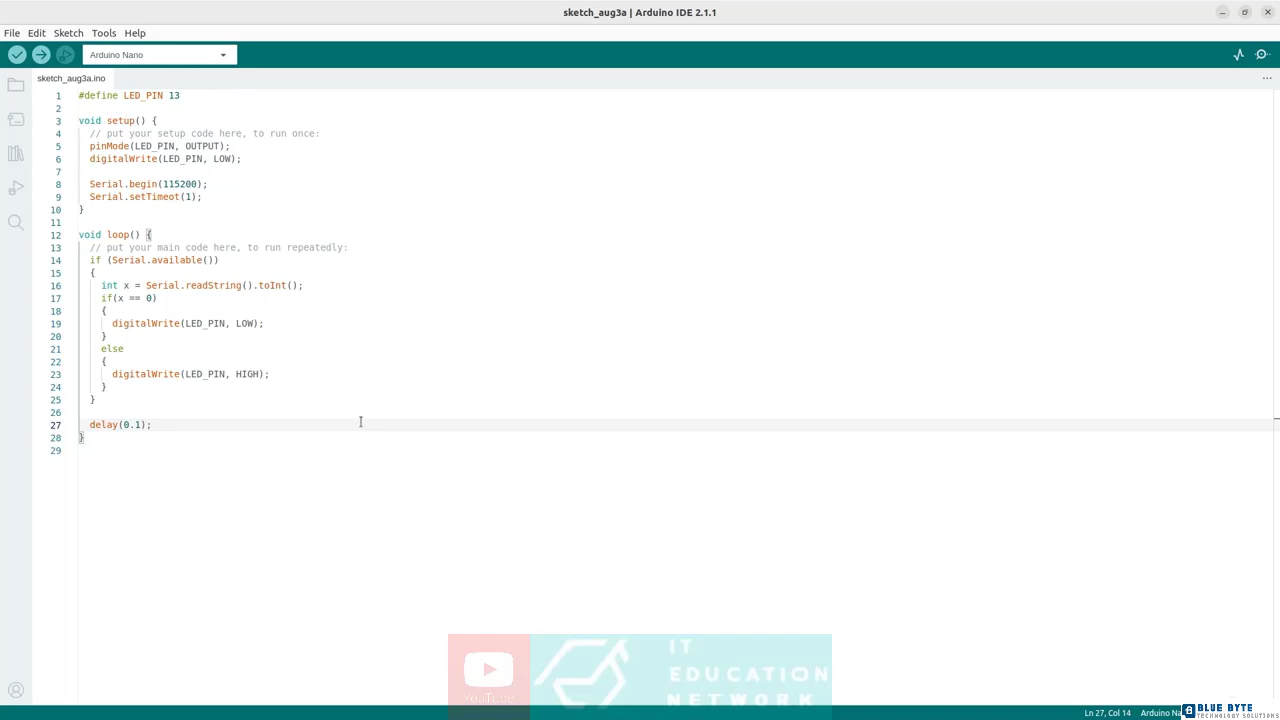 sketch_aug3a | Arduino IDE 2.1.1
File Edit Sketch Tools Help
Arduino Nano
sketch_aug3a.ino
1 #define LED_PIN 13
2
3 void setup() {
4 // put your setup code here, to run once:
5 pinMode(LED_PIN, OUTPUT);
6 digitalWrite(LED_PIN, LOW);
7
8 Serial.begin(115200);
9 Serial.setTimeot(1);
10 }
11
12 void loop() {
13 // put your main code here, to run repeatedly:
14 if (Serial.available())
15 {
16 int x = Serial.readString().toInt();
17 if(x == 0)
18 {
19 digitalWrite(LED_PIN, LOW);
20 }
21 else
22 {
23 digitalWrite(LED_PIN, HIGH);
24 }
25 }
26
27 delay(0.1);
28 }
29
YouTube
IT
EDUCATION
NETWORK
Ln 27, Col 14 Arduino Na
BLUE BYTE
TECHNOLOGY SOLUTIONS